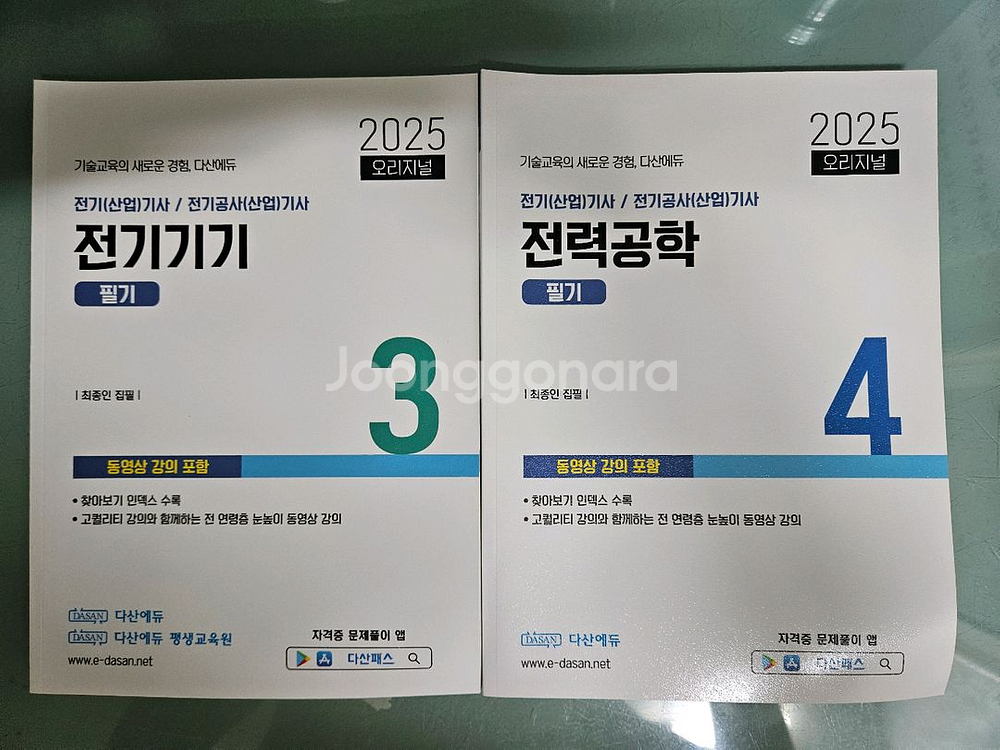 2025
오리지널
기술교육의 새로운 경험, 다산에듀
전기(산업)기사 / 전기공사(산업)기사
전기기기
필기
3
| 최종인 집필 |
동영상 강의 포함
• 찾아보기 인덱스 수록
• 고퀄리티 강의와 함께하는 전 연령층 눈높이 동영상 강의
DASAN 다산에듀
DASAN 다산에듀 평생교육원
www.e-dasan.net
자격증 문제풀이 앱
다산패스
2025
오리지널
기술교육의 새로운 경험, 다산에듀
전기(산업)기사 / 전기공사(산업)기사
전력공학
필기
4
| 최종인 집필 |
동영상 강의 포함
• 찾아보기 인덱스 수록
• 고퀄리티 강의와 함께하는 전 연령층 눈높이 동영상 강의
DASAN 다산에듀
www.e-dasan.net
자격증 문제풀이 앱
다산패스
Joonggonara